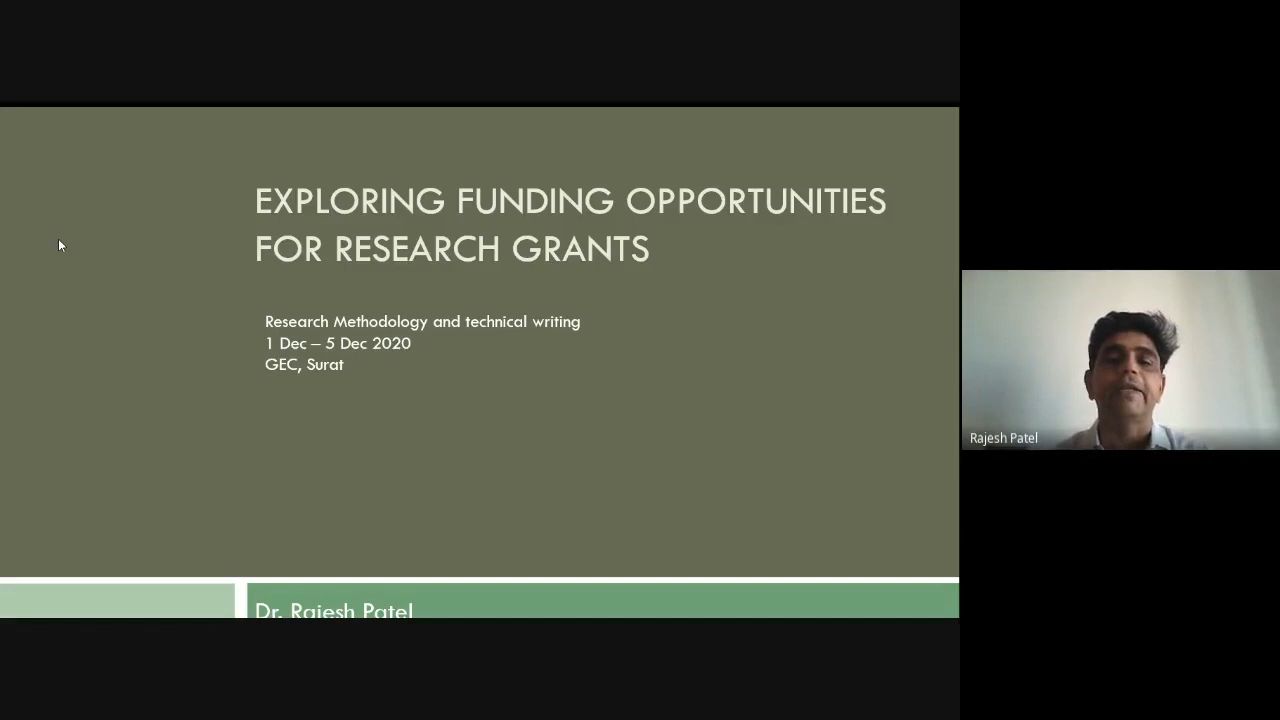 EXPLORING FUNDING OPPORTUNITIES
FOR RESEARCH GRANTS
Research Methodology and technical writing
1 Dec – 5 Dec 2020
GEC, Surat
Dr. Rajesh Patel
Rajesh Patel